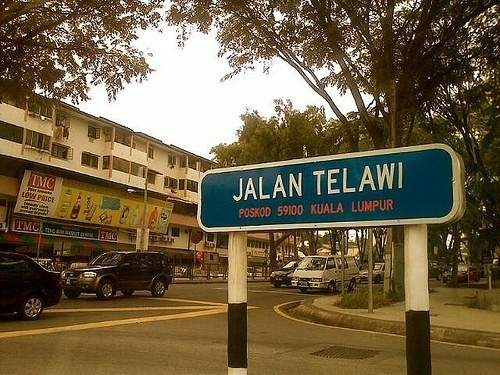 JALAN TELAWI
POSKOD 59100 KUALA LUMPUR
TMC
LOW PRICE
TMC
TMC